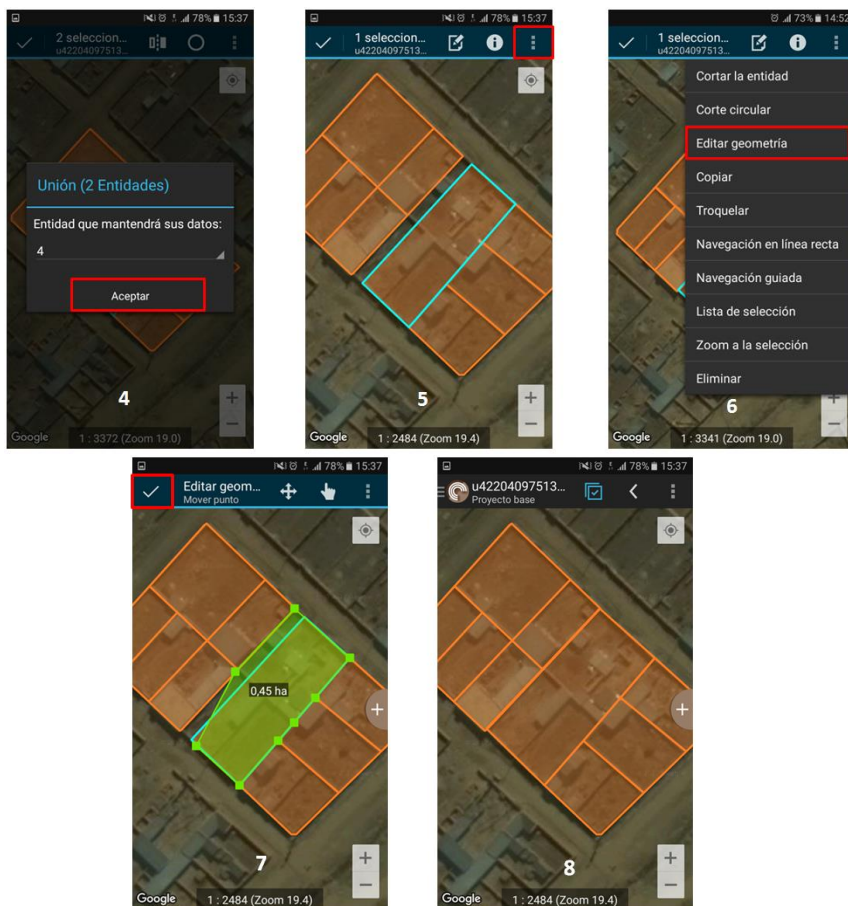 15:37
78%
2 seleccion...
u42204097513...
Unión (2 Entidades)
Entidad que mantendrá sus datos:
4
Aceptar
4
+
−
Google
1 : 3372 (Zoom 19.0)
78% 15:37
1 seleccion...
u42204097513...
5
+
−
Google
1 : 2484 (Zoom 19.4)
73% 14:52
1 seleccion...
u42204097513...
Cortar la entidad
Corte circular
Editar geometría
Copiar
Troquelar
Navegación en línea recta
Navegación guiada
Lista de selección
Zoom a la selección
Eliminar
6
Google
1 : 3341 (Zoom 19.0)
78% 15:37
Editar geom...
Mover punto
0,45 ha
+
7
+
−
Google
1 : 2484 (Zoom 19.4)
78% 15:37
u42204097513...
Proyecto base
+
8
+
−
Google
1 : 2484 (Zoom 19.4)